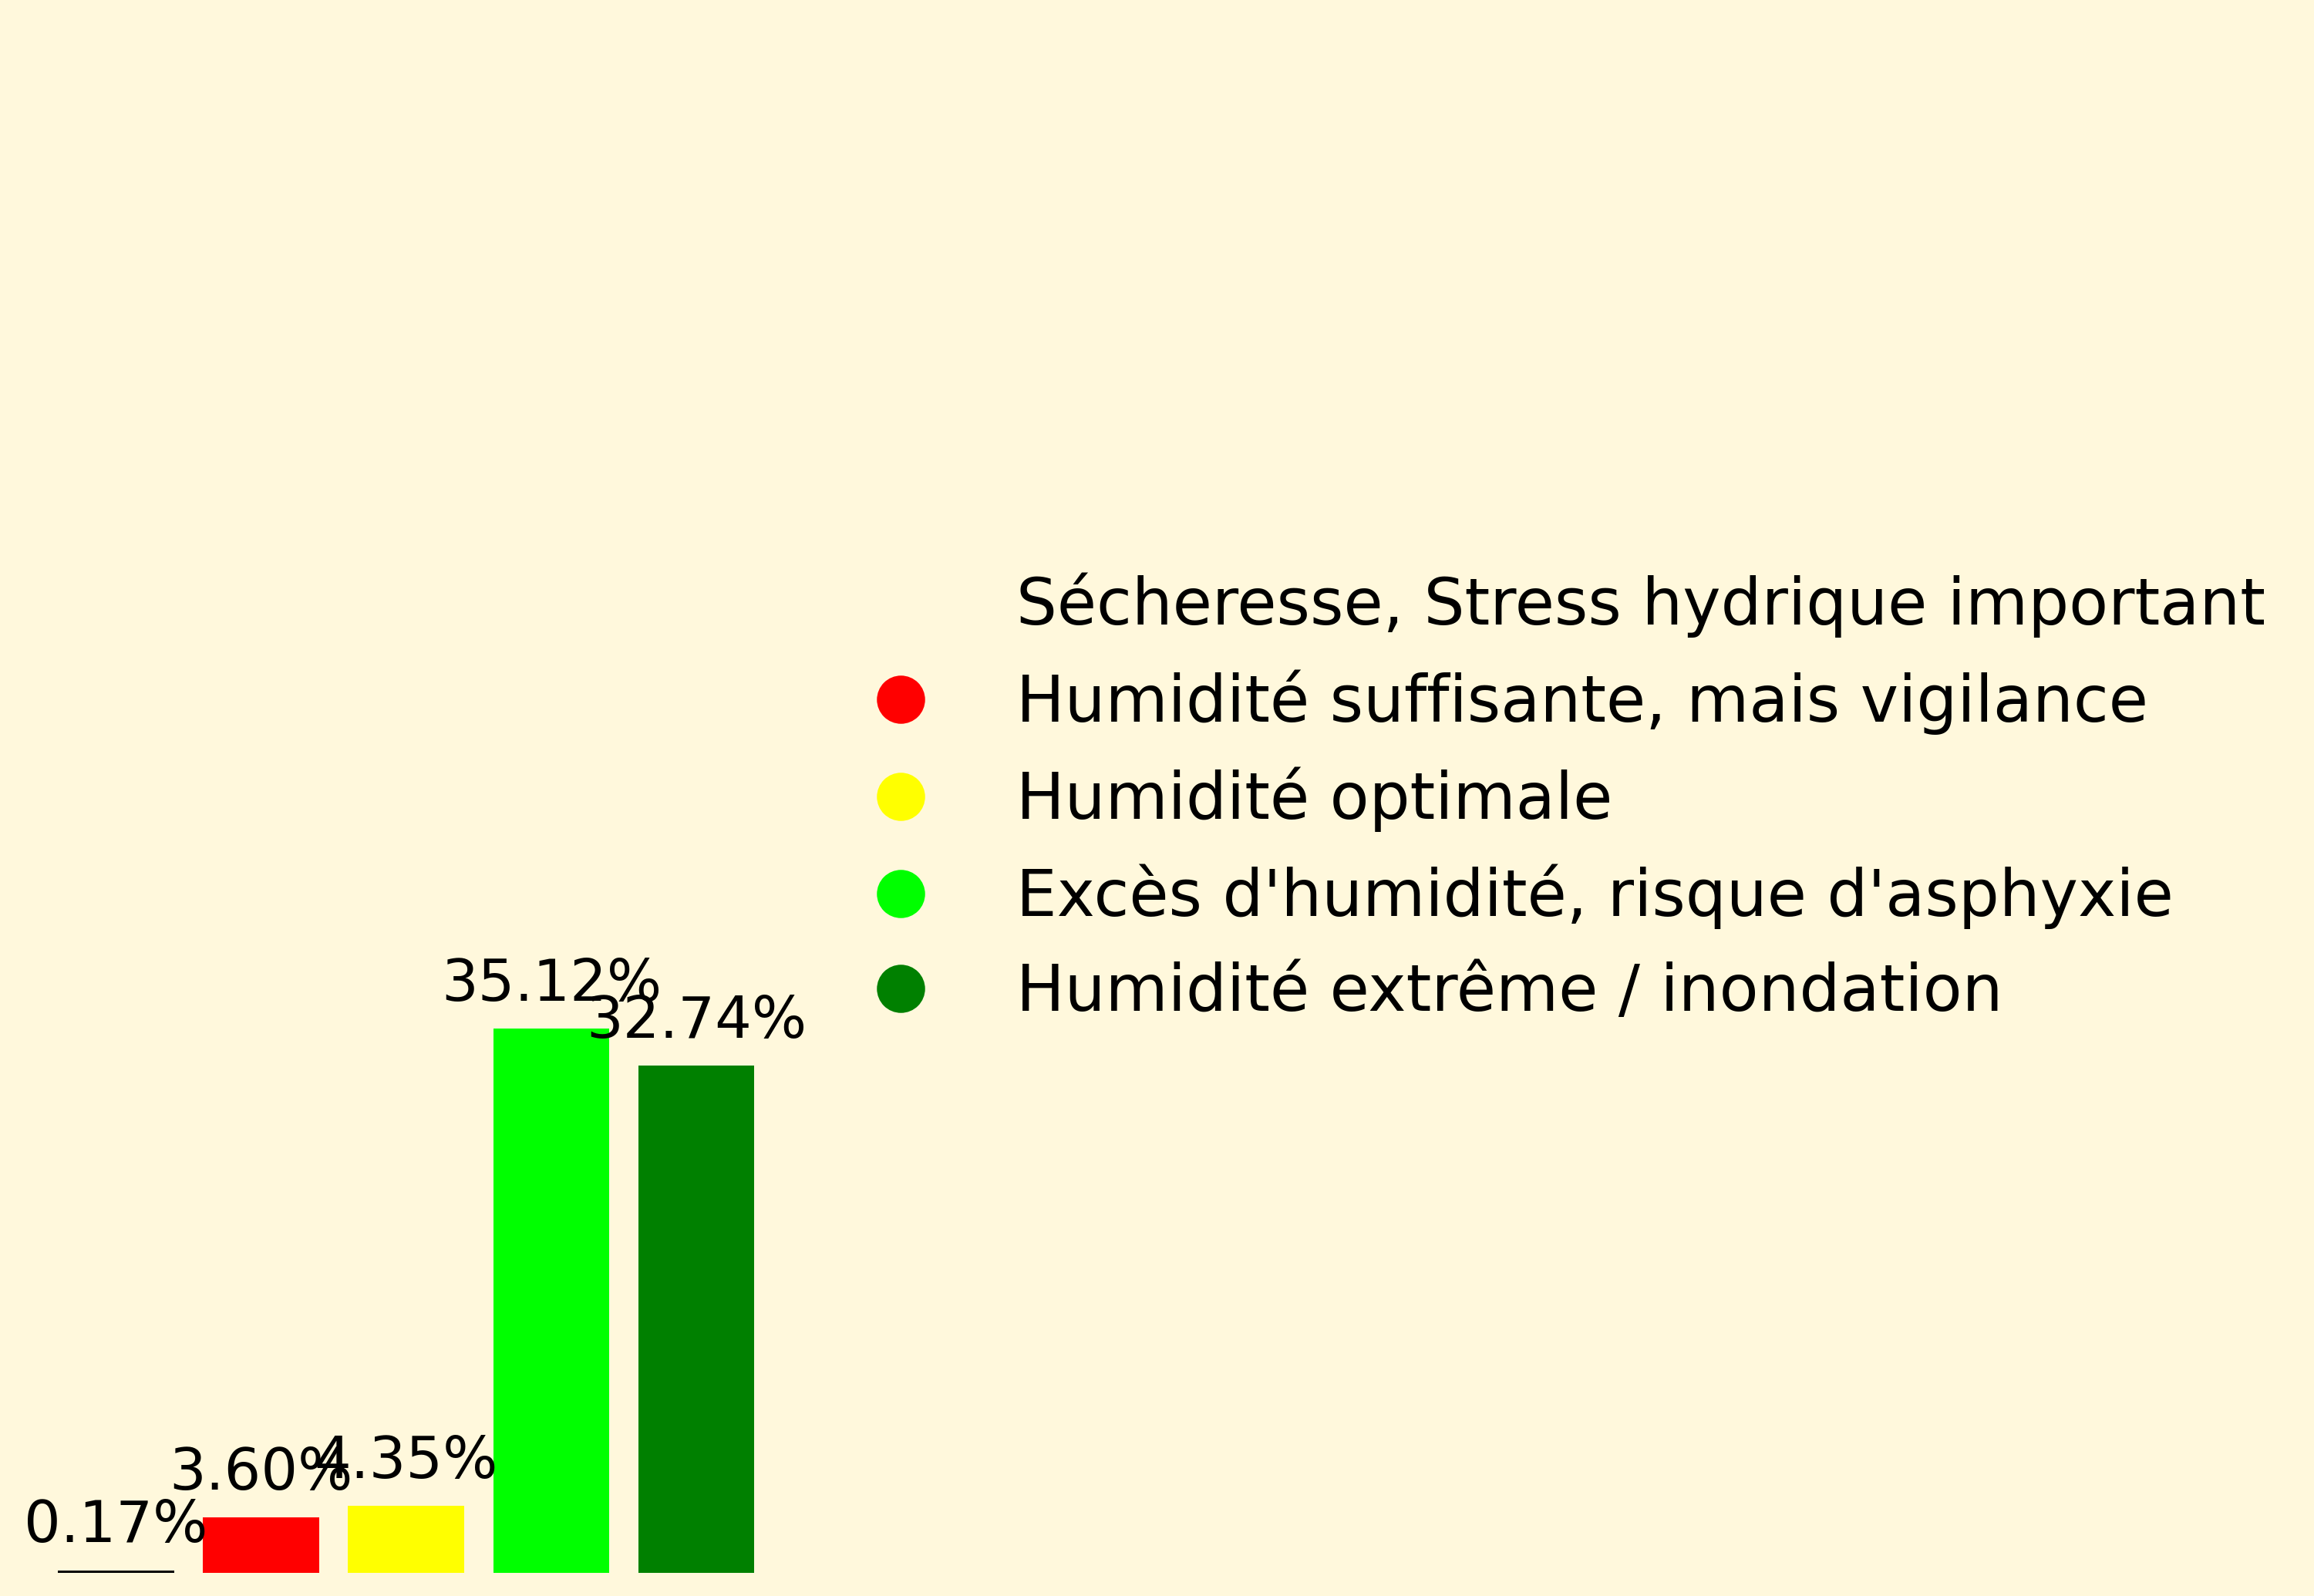 Sécheresse, Stress hydrique important
Humidité suffisante, mais vigilance
Humidité optimale
Excès d'humidité, risque d'asphyxie
Humidité extrême / inondation
35.12%
32.74%
4.35%
3.60%
0.17%